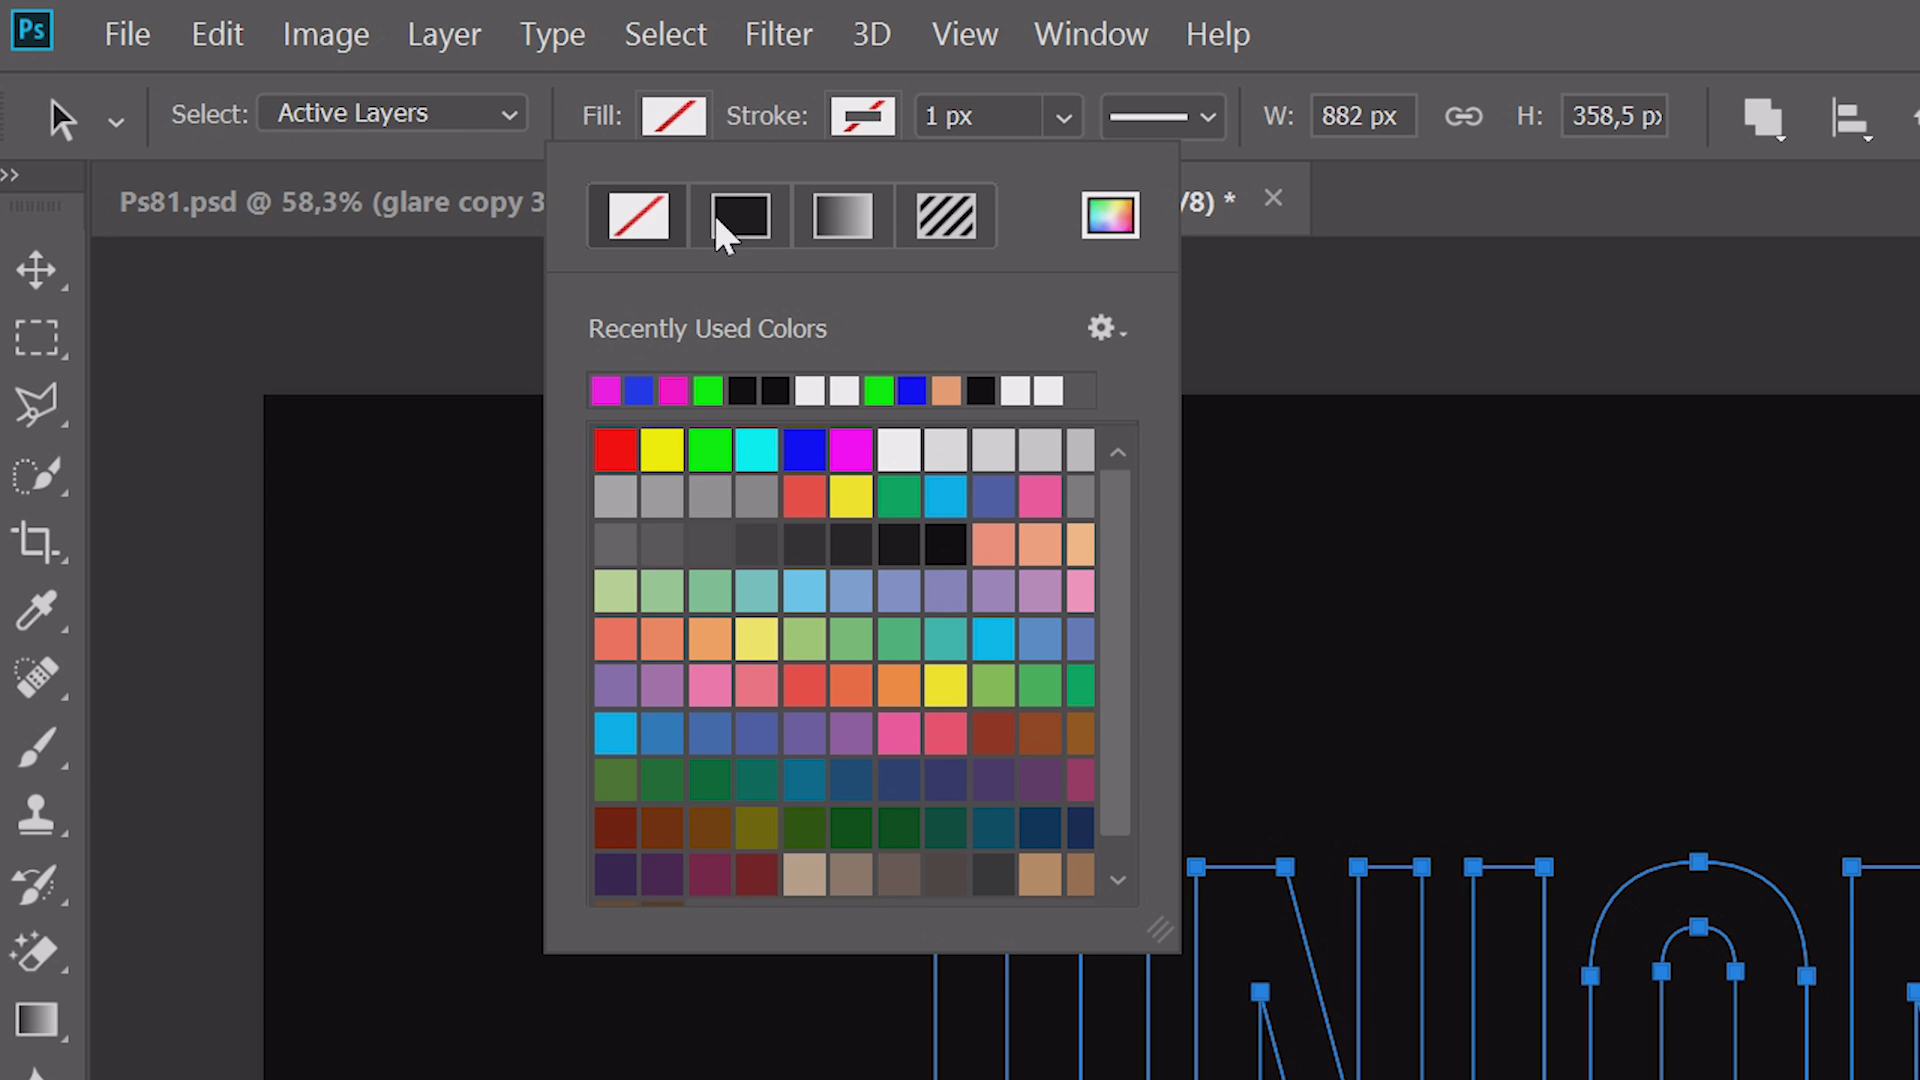 Ps File Edit Image Layer Type Select Filter 3D View Window Help
Select: Active Layers Fill: Stroke: 1 px W: 882 px H: 358,5 px
Ps81.psd @ 58,3% (glare copy 3 /8) *
Recently Used Colors